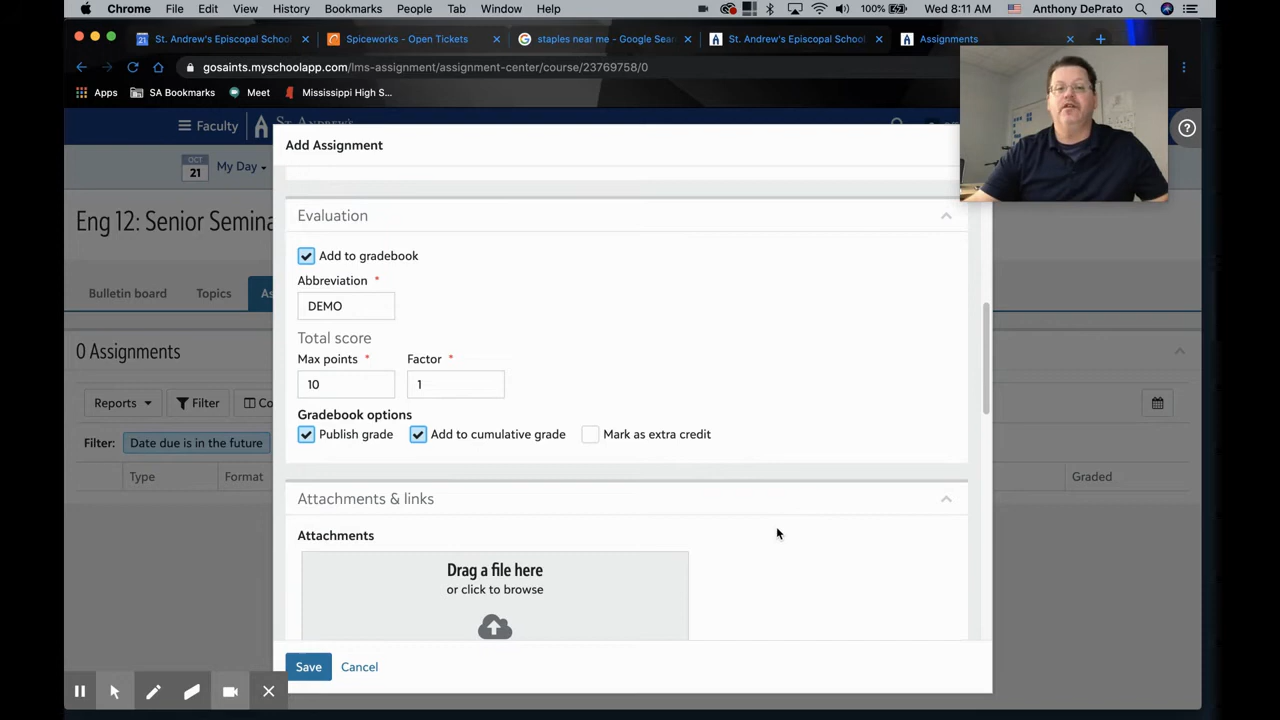 Chrome File Edit View History Bookmarks People Tab Window Help 100% Wed 8:11 AM Anthony DePrato
21 St. Andrew's Episcopal School × Spiceworks - Open Tickets × staples near me - Google Sear × St. Andrew's Episcopal School × Assignments × +
gosaints.myschoolapp.com/lms-assignment/assignment-center/course/23769758/0
Apps SA Bookmarks Meet Mississippi High S...
Faculty
Add Assignment
OCT
21
My Day
Evaluation
Eng 12: Senior Semina
Add to gradebook
Abbreviation *
Bulletin board Topics As
DEMO
Total score
0 Assignments
Max points * Factor *
10 1
Reports Filter Co
Gradebook options
Publish grade Add to cumulative grade Mark as extra credit
Filter: Date due is in the future
Type Format Graded
Attachments & links
Attachments
Drag a file here
or click to browse
Save Cancel